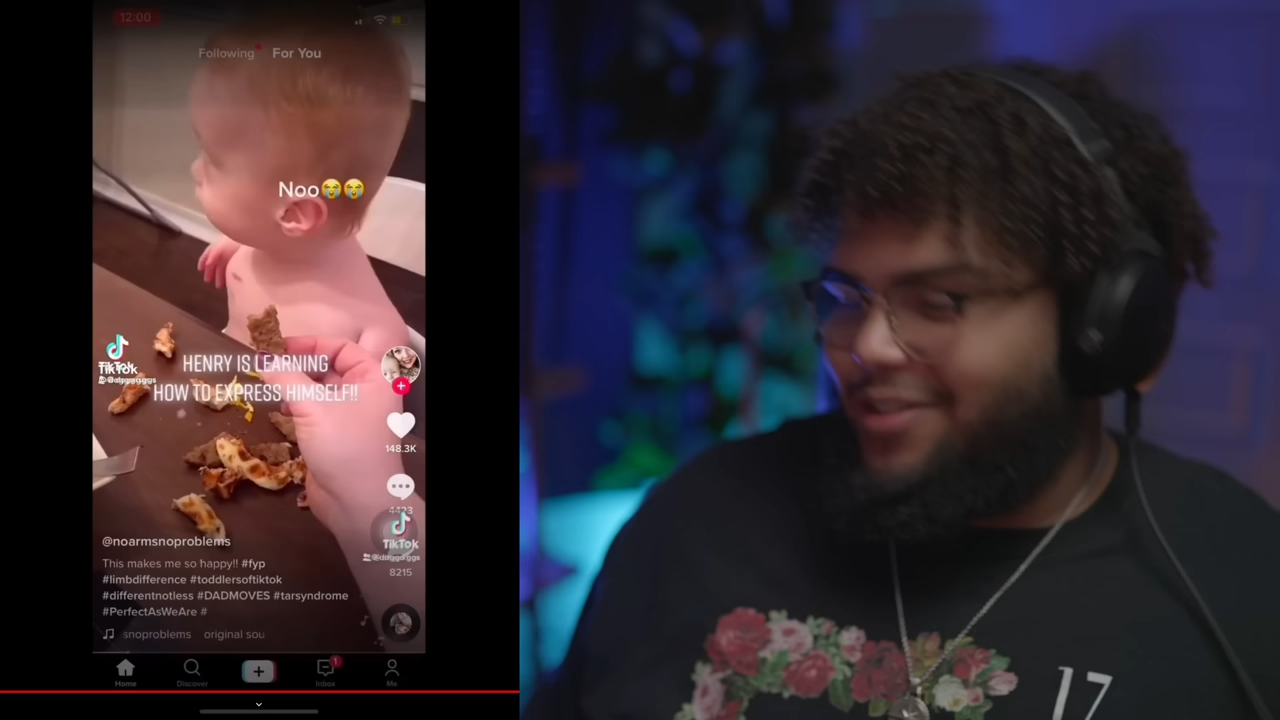 12:00
Following
For You
Noo😭😭
HENRY IS LEARNING
HOW TO EXPRESS HIMSELF!!
TikTok
148.3K
4423
TikTok
8215
@noarmsnoproblems
This makes me so happy!! #fyp
#limbdifference #toddlersoftiktok
#differentnotless #DADMOVES #tarsyndrome
#PerfectAsWeAre #
snoproblems original sou
Home
Discover
Inbox
1
Me
17